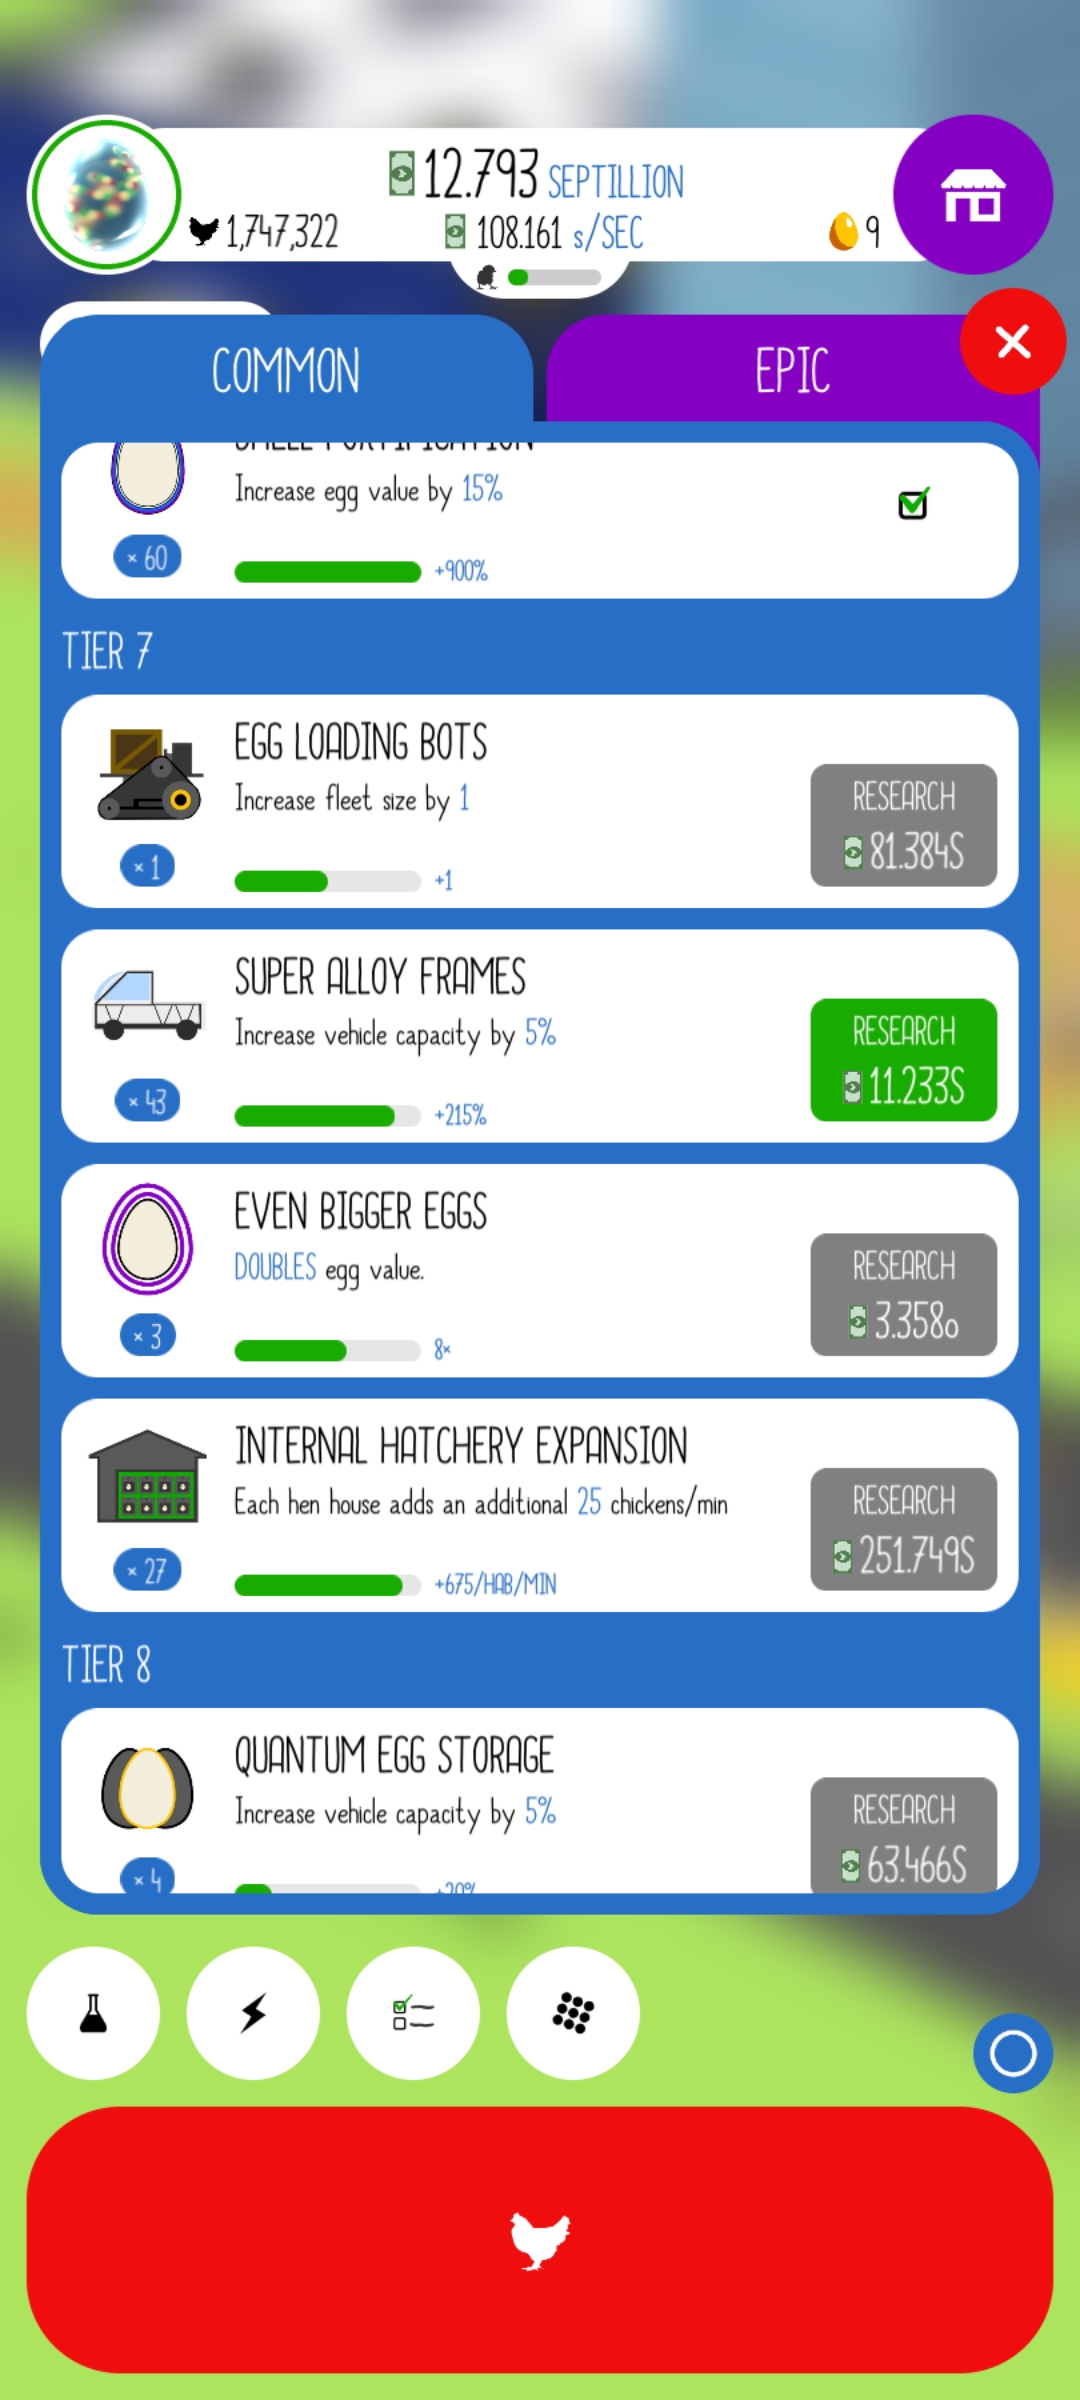 12.793 SEPTILLION
1,747,322
108.161 s/SEC
9
COMMON
EPIC
SHELL FORTIFICATION
Increase egg value by 15%
× 60
+900%
TIER 7
EGG LOADING BOTS
Increase fleet size by 1
RESEARCH
81.384S
× 1
+1
SUPER ALLOY FRAMES
Increase vehicle capacity by 5%
RESEARCH
11.233S
× 43
+215%
EVEN BIGGER EGGS
DOUBLES egg value.
RESEARCH
3.358o
× 3
8×
INTERNAL HATCHERY EXPANSION
Each hen house adds an additional 25 chickens/min
RESEARCH
251.749S
× 27
+675/HAB/MIN
TIER 8
QUANTUM EGG STORAGE
Increase vehicle capacity by 5%
RESEARCH
63.466S
× 4
+20%